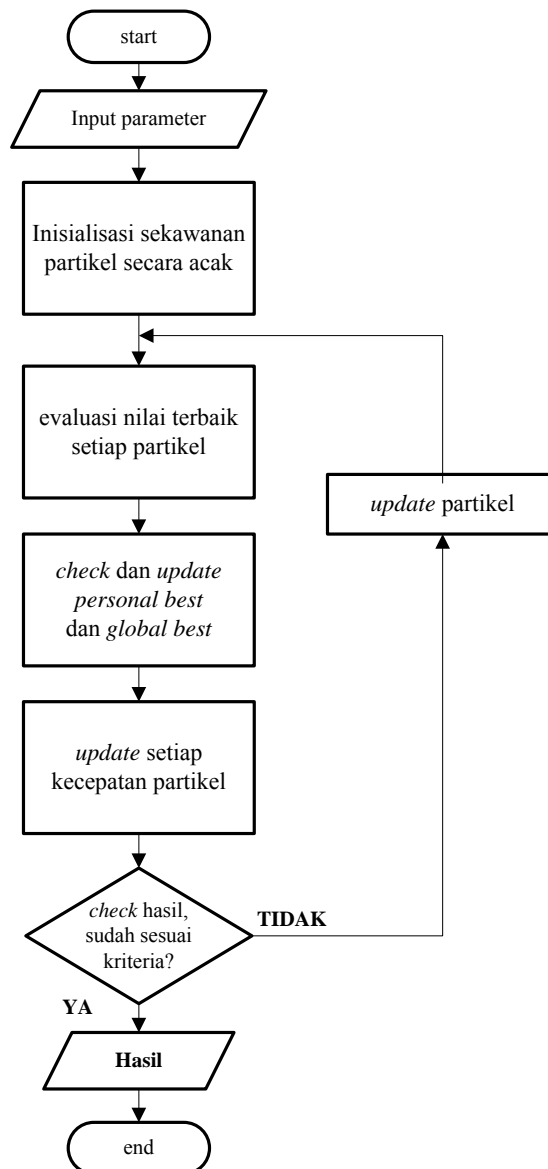 start
Input parameter
Inisialisasi sekawanan
partikel secara acak
evaluasi nilai terbaik
setiap partikel
update partikel
check dan update
personal best
dan global best
update setiap
kecepatan partikel
check hasil,
sudah sesuai
kriteria?
TIDAK
YA
Hasil
end